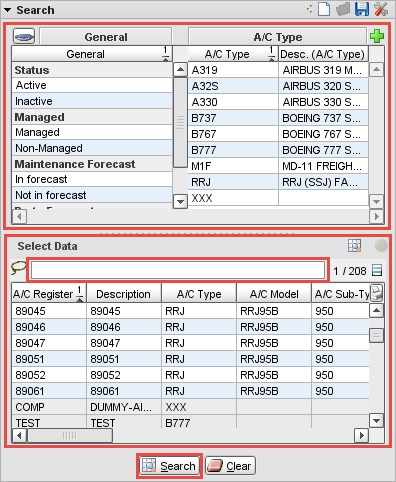 Search
General A/C Type
General 1 A/C Type 1 Desc. (A/C Type)
Status A319 AIRBUS 319 M...
Active A32S AIRBUS 320 S...
Inactive A330 AIRBUS 330 S...
Managed B737 BOEING 737 S...
Managed B767 BOEING 767 S...
Non-Managed B777 BOEING 777 S...
Maintenance Forecast M1F MD-11 FREIGH...
In forecast RRJ RRJ (SSJ) FA...
Not in forecast XXX
Select Data
1 / 208
A/C Register 1 Description A/C Type A/C Model A/C Sub-Ty
89045 89045 RRJ RRJ95B 950
89046 89046 RRJ RRJ95B 950
89047 89047 RRJ RRJ95B 950
89051 89051 RRJ RRJ95B 950
89052 89052 RRJ RRJ95B 950
89061 89061 RRJ RRJ95B 950
COMP DUMMY-AI... XXX
TEST TEST B777
Search Clear